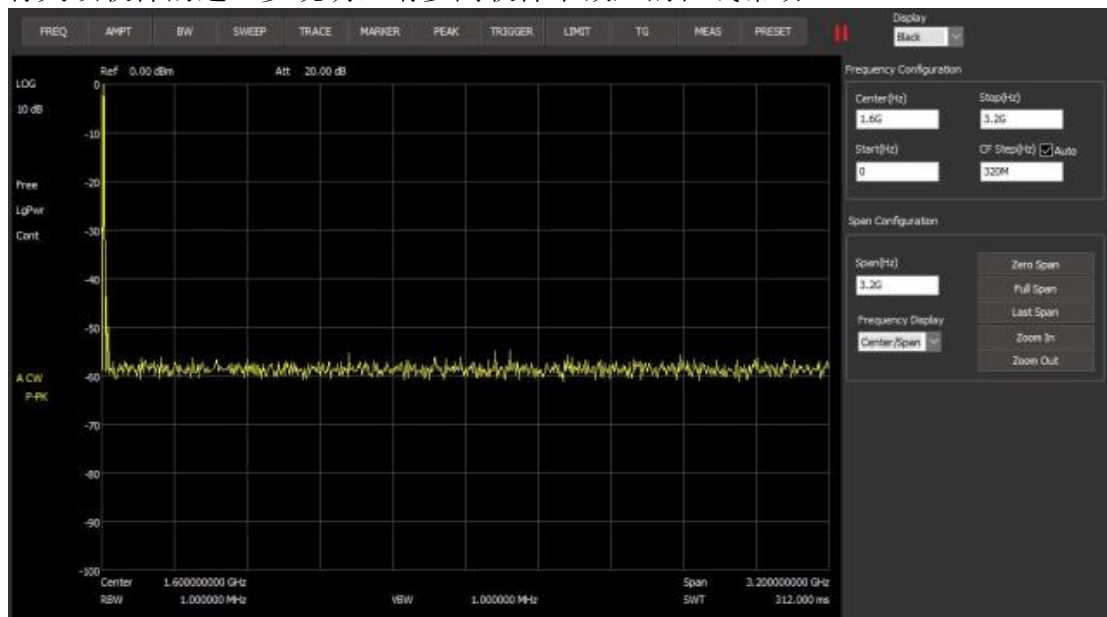 FREQ AMPT BW SWEEP TRACE MARKER PEAK TRIGGER LIMIT TG MEAS PRESET
Display
Black
Ref 0.00 dBm Att 20.00 dB
LOG
10 dB
Free
LgPwr
Cont
A CW
P-PK
0
-10
-20
-30
-40
-50
-60
-70
-80
-90
-100
Center 1.600000000 GHz Span 3.200000000 GHz
RBW 1.000000 MHz VBW 1.000000 MHz SWT 312.000 ms
Frequency Configuration
Center(Hz) Stop(Hz)
1.6G 3.2G
Start(Hz) CF Step(Hz) Auto
0 320M
Span Configuration
Span(Hz)
3.2G
Frequency Display
Center/Span
Zero Span
Full Span
Last Span
Zoom In
Zoom Out